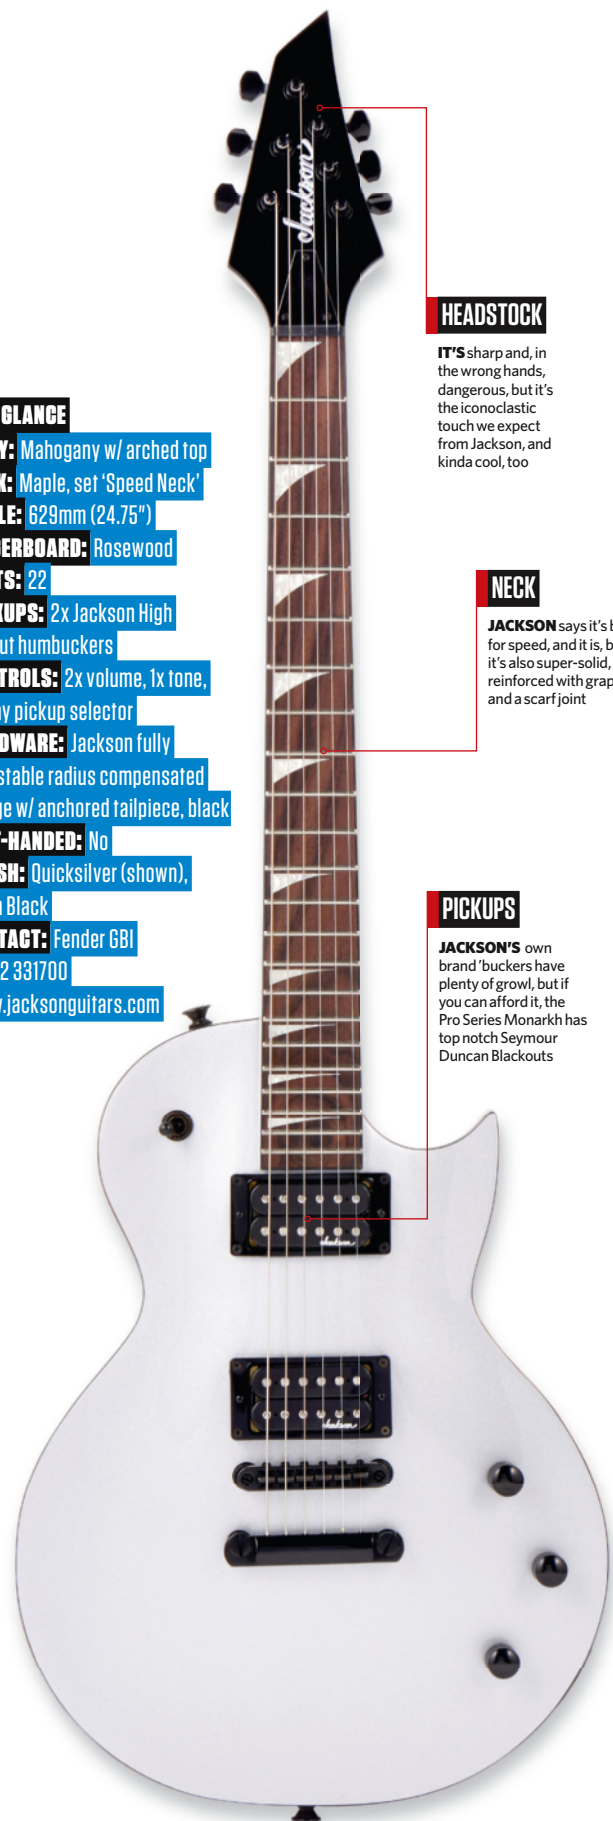 Jackson
HEADSTOCK
IT'S sharp and, in
the wrong hands,
dangerous, but it's
the iconoclastic
touch we expect
from Jackson, and
kinda cool, too
GLANCE
Y: Mahogany w/ arched top
K: Maple, set ‘Speed Neck’
LE: 629mm (24.75")
GERBOARD: Rosewood
TS: 22
KUPS: 2x Jackson High
ut humbuckers
TROLS: 2x volume, 1x tone,
ay pickup selector
DWARE: Jackson fully
stable radius compensated
ge w/ anchored tailpiece, black
T-HANDED: No
SH: Quicksilver (shown),
n Black
TACT: Fender GBI
2 331700
w.jacksonguitars.com
NECK
JACKSON says it's b
for speed, and it is, b
it's also super-solid,
reinforced with grap
and a scarf joint
PICKUPS
JACKSON'S own
brand 'buckers have
plenty of growl, but if
you can afford it, the
Pro Series Monarkh has
top notch Seymour
Duncan Blackouts
Jackson
Jackson